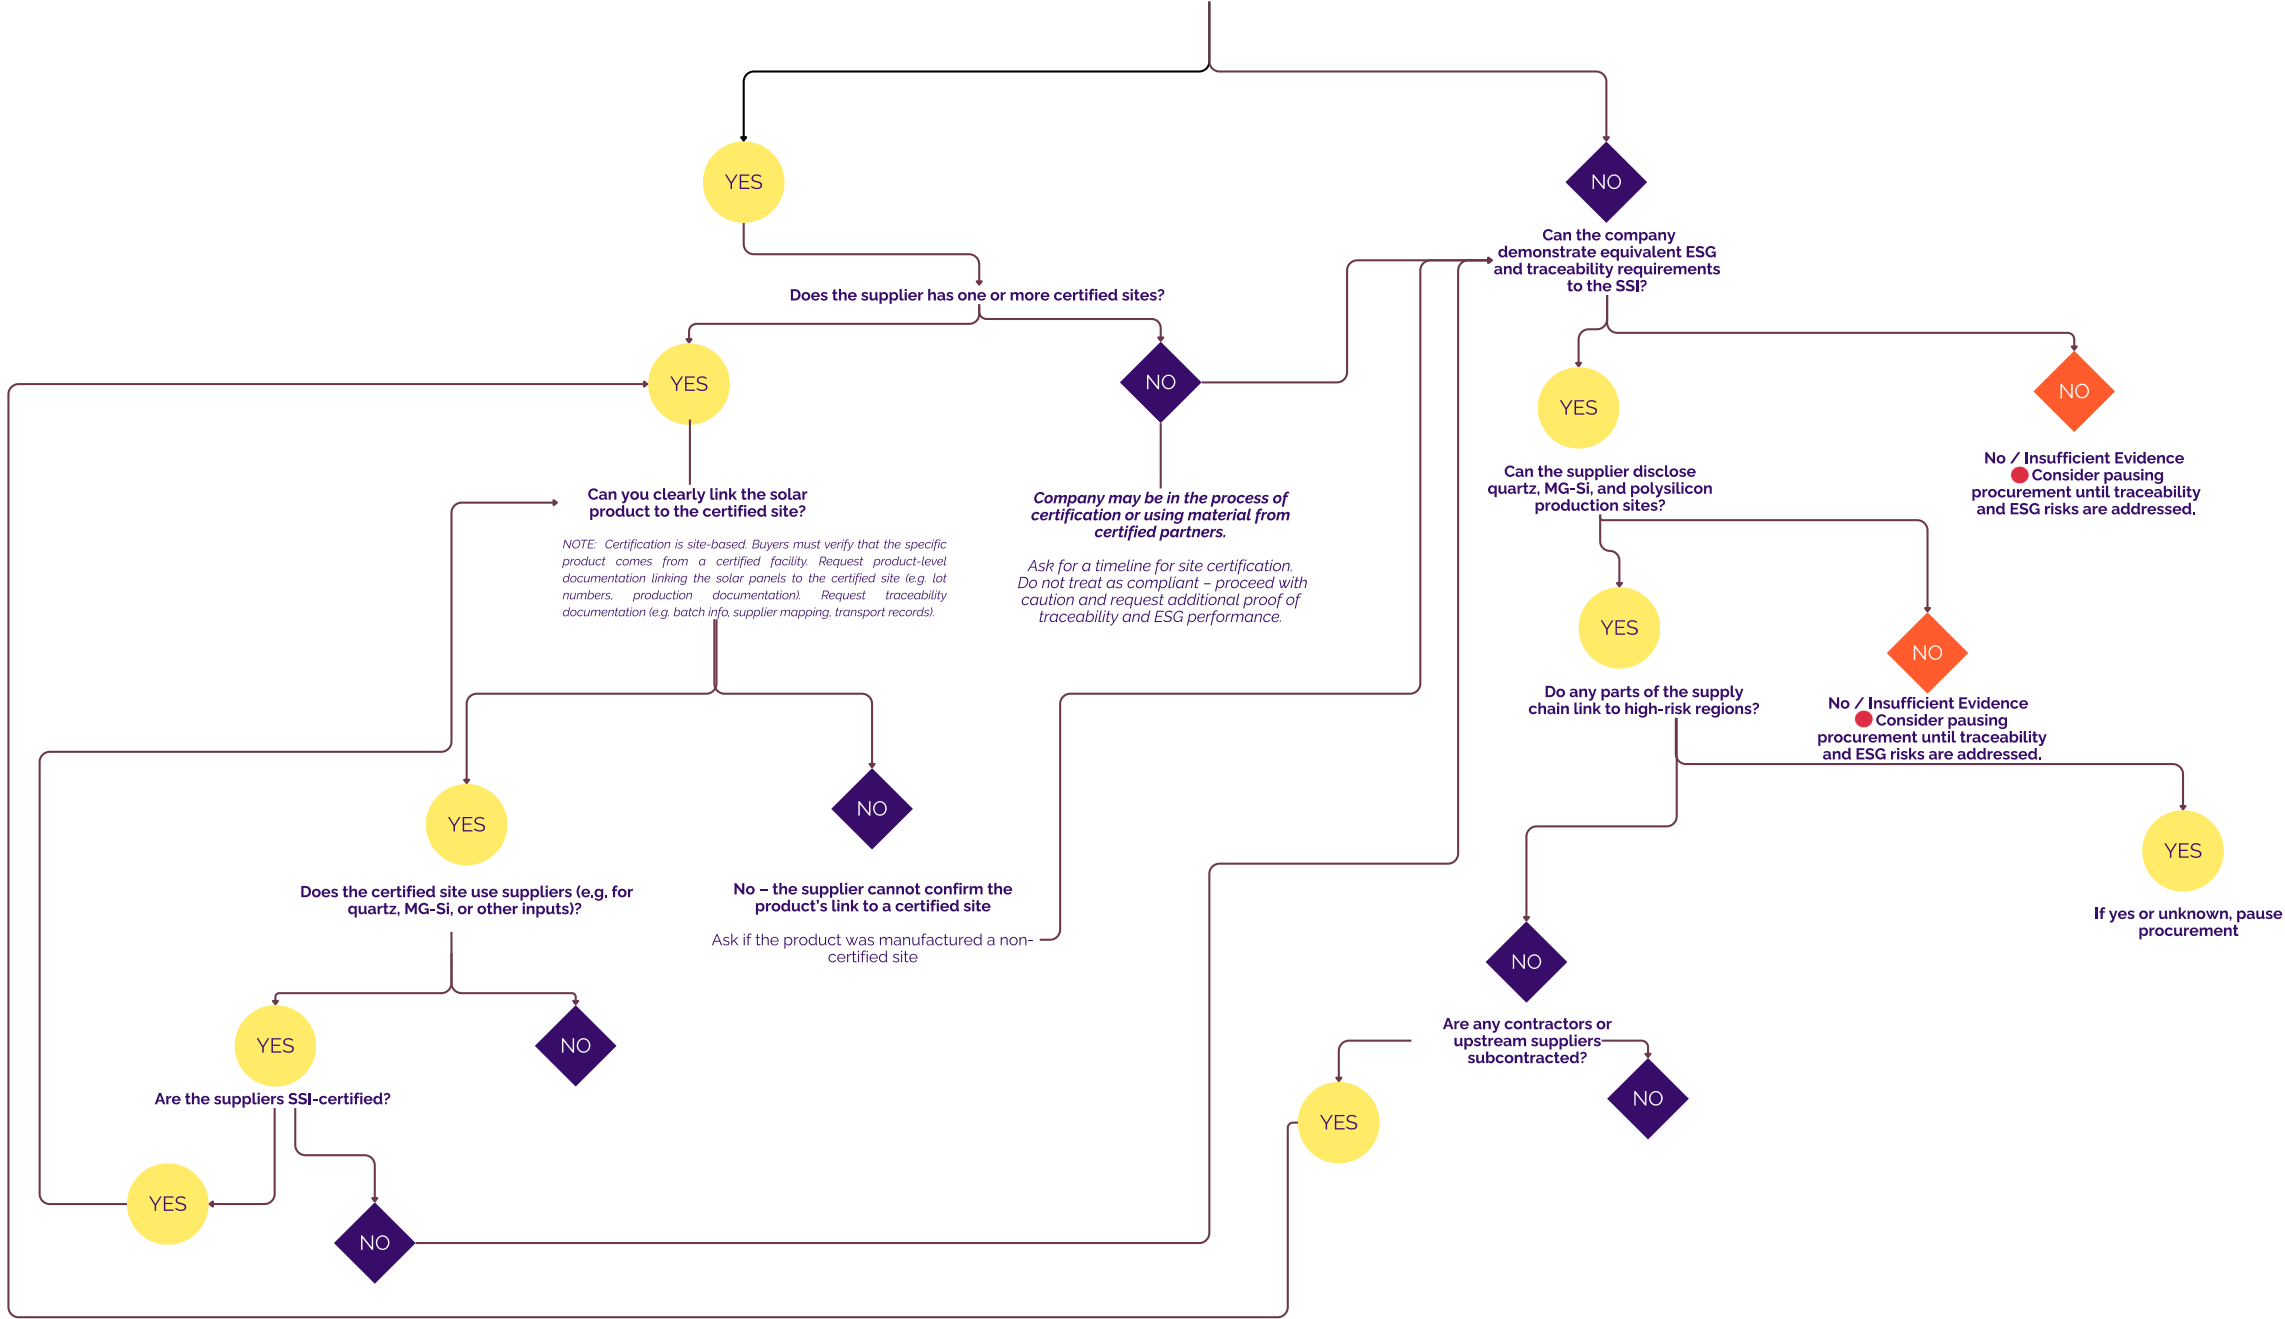 YES
NO
Can the company
demonstrate equivalent ESG
and traceability requirements
to the SSI?
Does the supplier has one or more certified sites?
YES
NO
YES
NO
Can the supplier disclose
quartz, MG-Si, and polysilicon
production sites?
No / Insufficient Evidence
Consider pausing
procurement until traceability
and ESG risks are addressed.
Can you clearly link the solar
product to the certified site?
NOTE: Certification is site-based. Buyers must verify that the specific
product comes from a certified facility. Request product-level
documentation linking the solar panels to the certified site (e.g. lot
numbers, production documentation). Request traceability
documentation (e.g. batch info, supplier mapping, transport records).
Company may be in the process of
certification or using material from
certified partners.
Ask for a timeline for site certification.
Do not treat as compliant – proceed with
caution and request additional proof of
traceability and ESG performance.
YES
NO
Do any parts of the supply
chain link to high-risk regions?
No / Insufficient Evidence
Consider pausing
procurement until traceability
and ESG risks are addressed.
YES
NO
YES
Does the certified site use suppliers (e.g. for
quartz, MG-Si, or other inputs)?
No – the supplier cannot confirm the
product's link to a certified site
Ask if the product was manufactured a non-
certified site
If yes or unknown, pause
procurement
NO
YES
NO
Are any contractors or
upstream suppliers
subcontracted?
Are the suppliers SSI-certified?
YES
NO
YES
NO